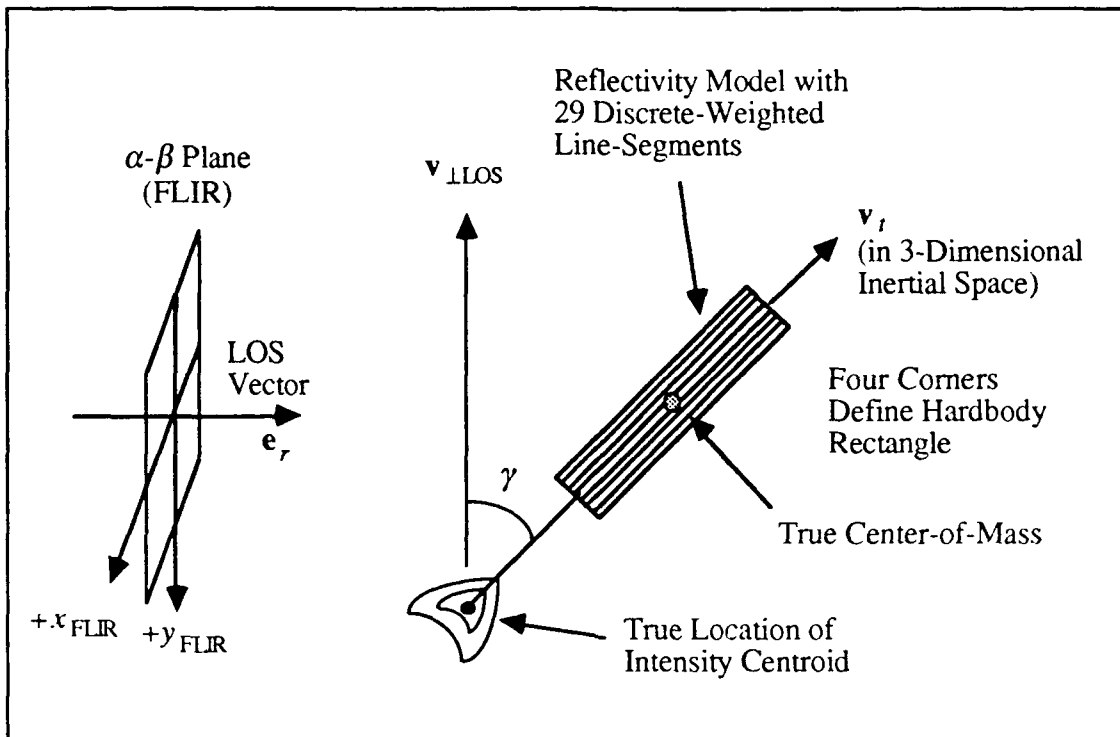 α-β Plane
(FLIR)
LOS
Vector
e_r
+x_FLIR
+y_FLIR
v_⊥LOS
γ
Reflectivity Model with
29 Discrete-Weighted
Line-Segments
v_t
(in 3-Dimensional
Inertial Space)
Four Corners
Define Hardbody
Rectangle
True Center-of-Mass
True Location of
Intensity Centroid